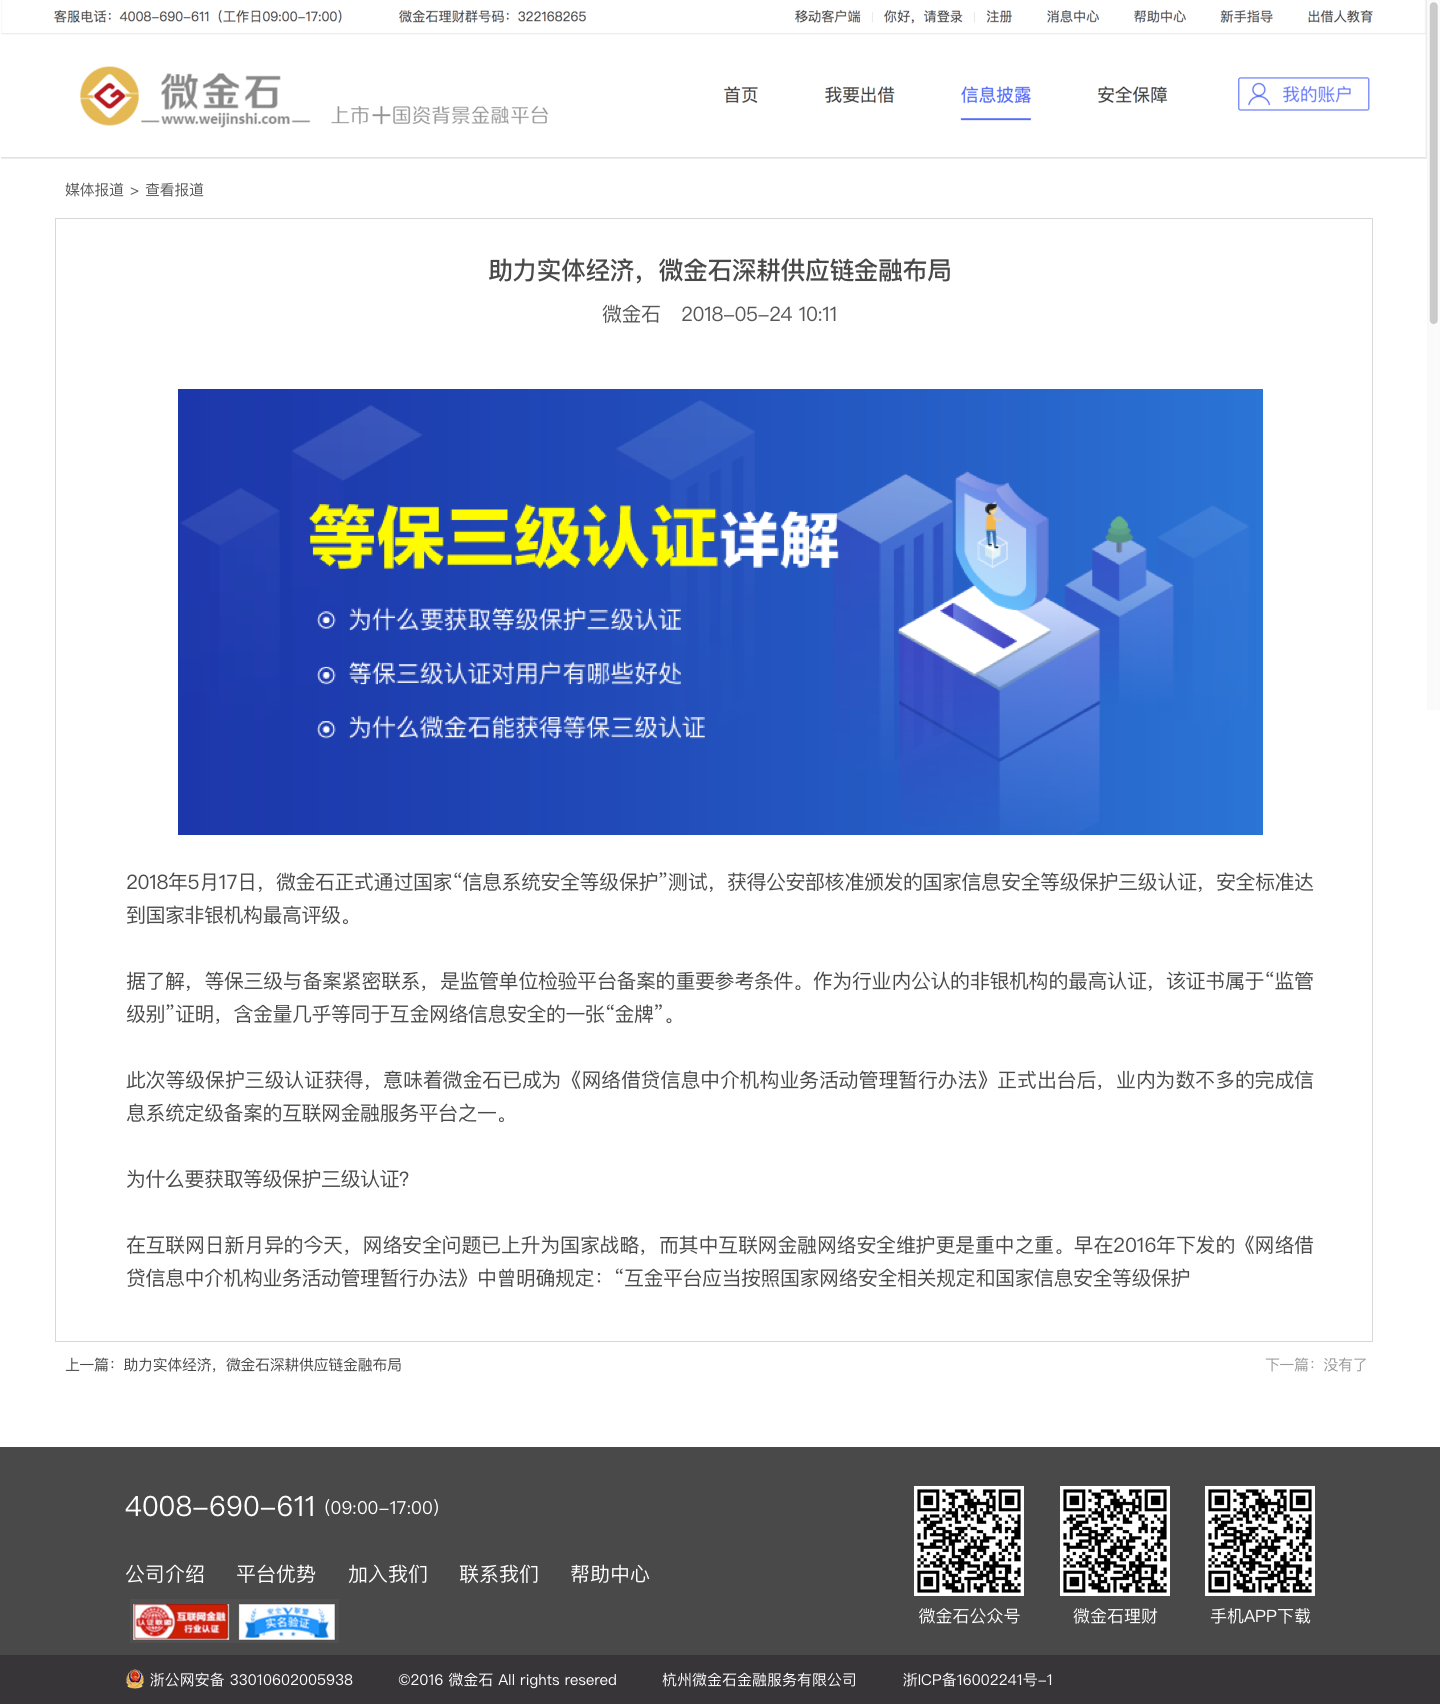 客服电话：4008-690-611（工作日09:00-17:00） 微金石理财群号码：322168265 移动客户端 你好，请登录 注册 消息中心 帮助中心 新手指导 出借人教育
微金石
www.weijinshi.com
上市十国资背景金融平台
首页 我要出借 信息披露 安全保障 我的账户
媒体报道 > 查看报道
助力实体经济，微金石深耕供应链金融布局
微金石 2018-05-24 10:11
等保三级认证详解
为什么要获取等级保护三级认证
等保三级认证对用户有哪些好处
为什么微金石能获得等保三级认证
2018年5月17日，微金石正式通过国家“信息系统安全等级保护”测试，获得公安部核准颁发的国家信息安全等级保护三级认证，安全标准达
到国家非银机构最高评级。
据了解，等保三级与备案紧密联系，是监管单位检验平台备案的重要参考条件。作为行业内公认的非银机构的最高认证，该证书属于“监管
级别”证明，含金量几乎等同于互金网络信息安全的一张“金牌”。
此次等级保护三级认证获得，意味着微金石已成为《网络借贷信息中介机构业务活动管理暂行办法》正式出台后，业内为数不多的完成信
息系统定级备案的互联网金融服务平台之一。
为什么要获取等级保护三级认证？
在互联网日新月异的今天，网络安全问题已上升为国家战略，而其中互联网金融网络安全维护更是重中之重。早在2016年下发的《网络借
贷信息中介机构业务活动管理暂行办法》中曾明确规定：“互金平台应当按照国家网络安全相关规定和国家信息安全等级保护
上一篇：助力实体经济，微金石深耕供应链金融布局 下一篇：没有了
4008-690-611 (09:00-17:00)
公司介绍 平台优势 加入我们 联系我们 帮助中心
认证联盟 互联网金融
行业认证
安全V联盟
实名验证
微金石公众号 微金石理财 手机APP下载
浙公网安备 33010602005938 ©2016 微金石 All rights resered 杭州微金石金融服务有限公司 浙ICP备16002241号-1